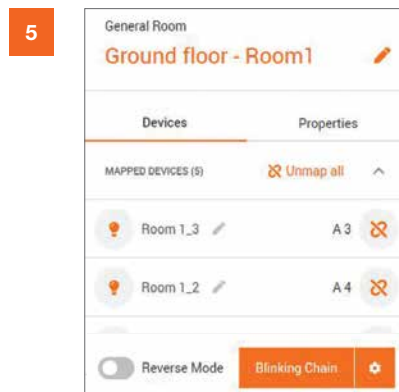 5
General Room
Ground floor - Room1
Devices Properties
MAPPED DEVICES (5) Unmap all
Room 1_3 A 3
Room 1_2 A 4
Reverse Mode Blinking Chain